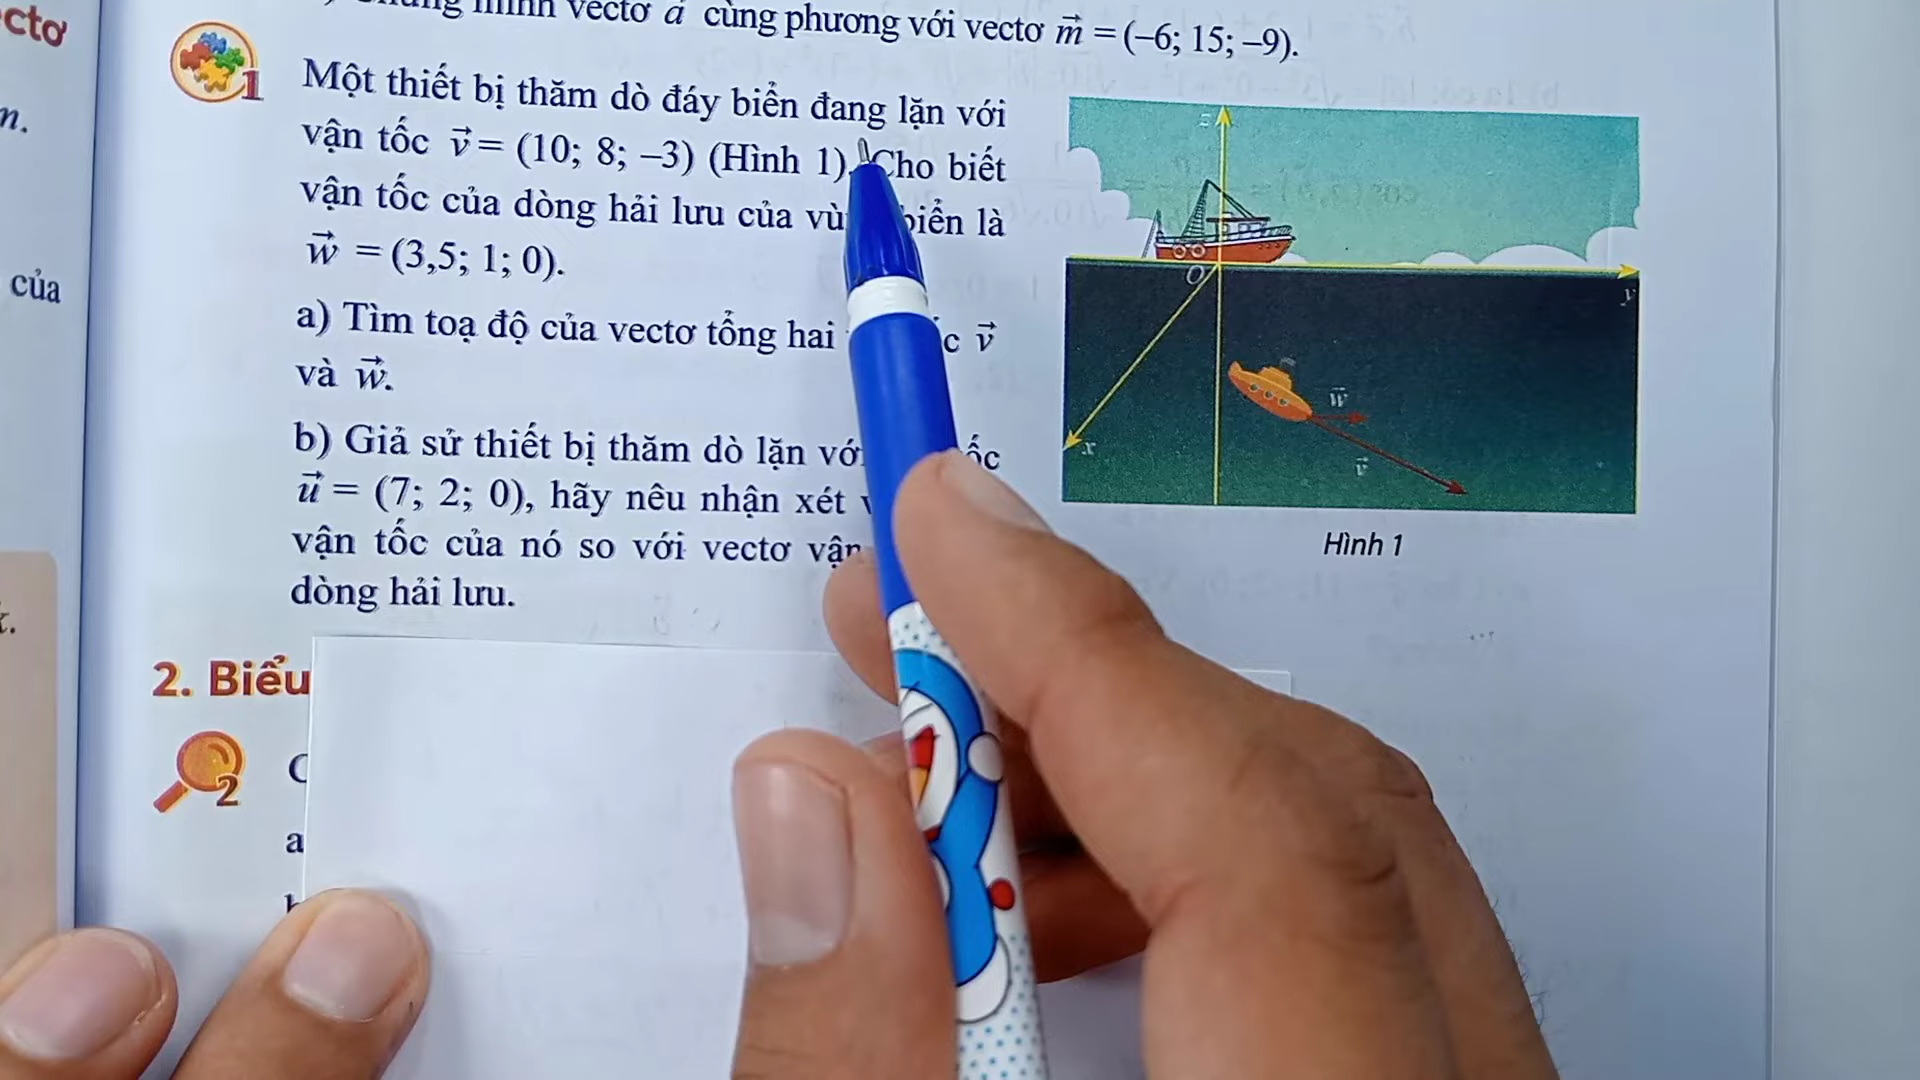 ctơ
n.
của
cùng phương với vectơ m⃗ = (–6; 15; –9).
1
Một thiết bị thăm dò đáy biển đang lặn với
vận tốc v⃗ = (10; 8; –3) (Hình 1). Cho biết
vận tốc của dòng hải lưu của biển là
w⃗ = (3,5; 1; 0).
a) Tìm toạ độ của vectơ tổng hai v⃗
và w⃗.
b) Giả sử thiết bị thăm dò lặn
u⃗ = (7; 2; 0), hãy nêu nhận xét
vận tốc của nó so với vectơ
dòng hải lưu.
z
O
y
x
w⃗
v⃗
Hình 1
2. Biểu
2
a